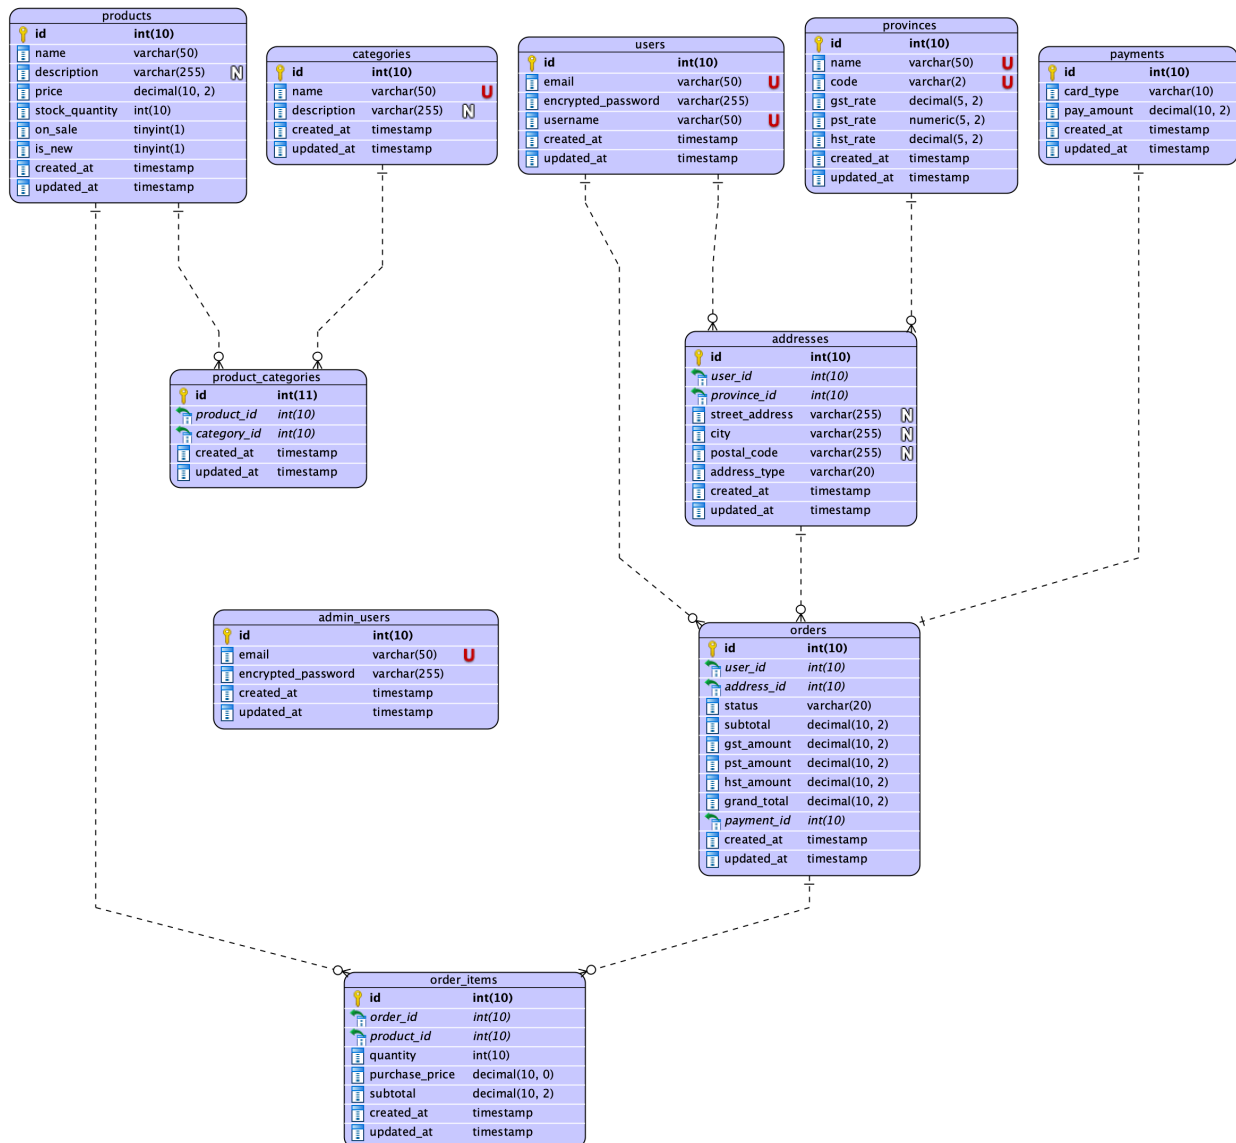 products
id int(10)
name varchar(50)
description varchar(255) N
price decimal(10, 2)
stock_quantity int(10)
on_sale tinyint(1)
is_new tinyint(1)
created_at timestamp
updated_at timestamp
categories
id int(10)
name varchar(50) U
description varchar(255) N
created_at timestamp
updated_at timestamp
users
id int(10)
email varchar(50) U
encrypted_password varchar(255)
username varchar(50) U
created_at timestamp
updated_at timestamp
provinces
id int(10)
name varchar(50) U
code varchar(2) U
gst_rate decimal(5, 2)
pst_rate numeric(5, 2)
hst_rate decimal(5, 2)
created_at timestamp
updated_at timestamp
payments
id int(10)
card_type varchar(10)
pay_amount decimal(10, 2)
created_at timestamp
updated_at timestamp
product_categories
id int(11)
product_id int(10)
category_id int(10)
created_at timestamp
updated_at timestamp
addresses
id int(10)
user_id int(10)
province_id int(10)
street_address varchar(255) N
city varchar(255) N
postal_code varchar(255) N
address_type varchar(20)
created_at timestamp
updated_at timestamp
admin_users
id int(10)
email varchar(50) U
encrypted_password varchar(255)
created_at timestamp
updated_at timestamp
orders
id int(10)
user_id int(10)
address_id int(10)
status varchar(20)
subtotal decimal(10, 2)
gst_amount decimal(10, 2)
pst_amount decimal(10, 2)
hst_amount decimal(10, 2)
grand_total decimal(10, 2)
payment_id int(10)
created_at timestamp
updated_at timestamp
order_items
id int(10)
order_id int(10)
product_id int(10)
quantity int(10)
purchase_price decimal(10, 0)
subtotal decimal(10, 2)
created_at timestamp
updated_at timestamp